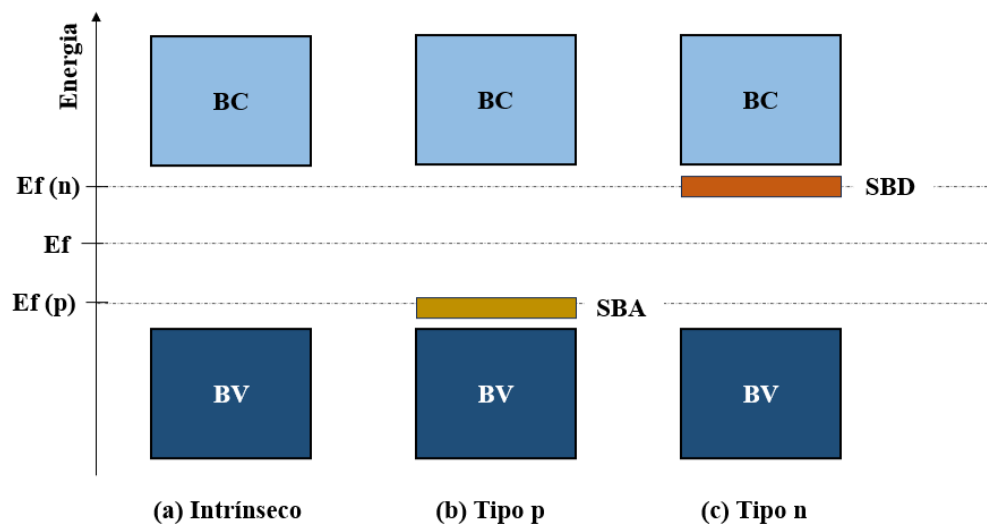 Energia
BC
BC
BC
Ef (n)
SBD
Ef
Ef (p)
SBA
BV
BV
BV
(a) Intrínseco
(b) Tipo p
(c) Tipo n